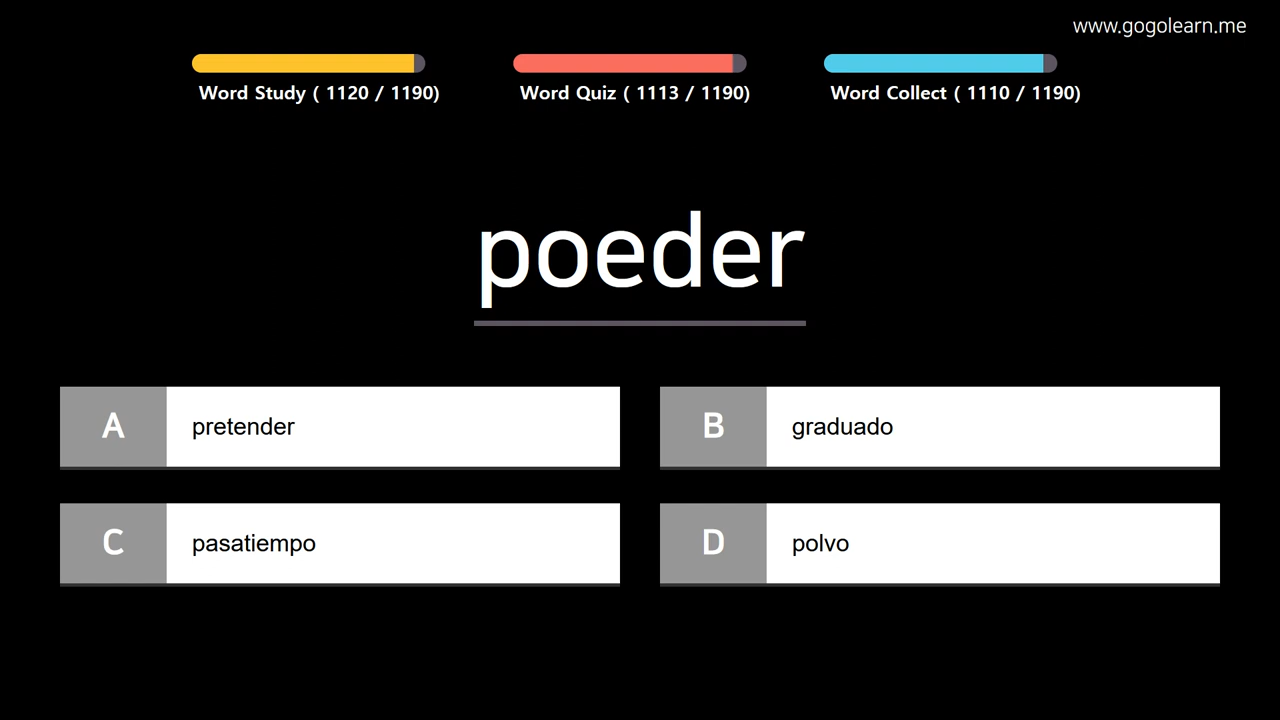 www.gogolearn.me
Word Study ( 1120 / 1190)
Word Quiz ( 1113 / 1190)
Word Collect ( 1110 / 1190)
poeder
A
pretender
B
graduado
C
pasatiempo
D
polvo